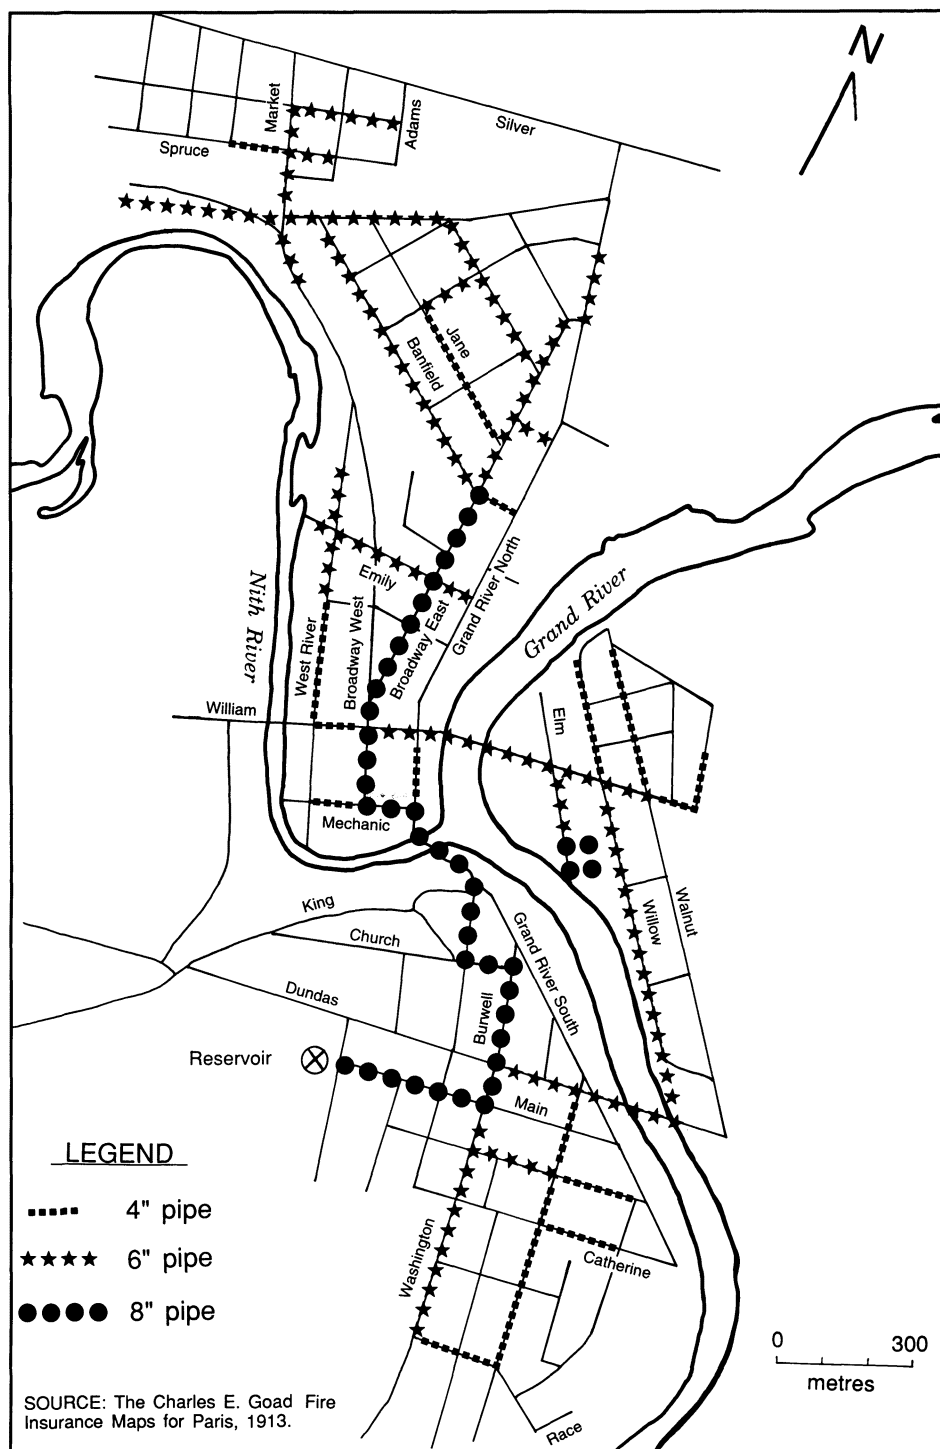 N
Market
Adams
Silver
Spruce
Jane
Banfield
Grand River North
Emily
Nith River
West River
Broadway West
Broadway East
Grand River
William
Elm
Mechanic
King
Church
Grand River South
Willow
Walnut
Dundas
Burwell
Reservoir
Main
Washington
Catherine
Race
LEGEND
4" pipe
6" pipe
8" pipe
0 300
metres
SOURCE: The Charles E. Goad Fire
Insurance Maps for Paris, 1913.